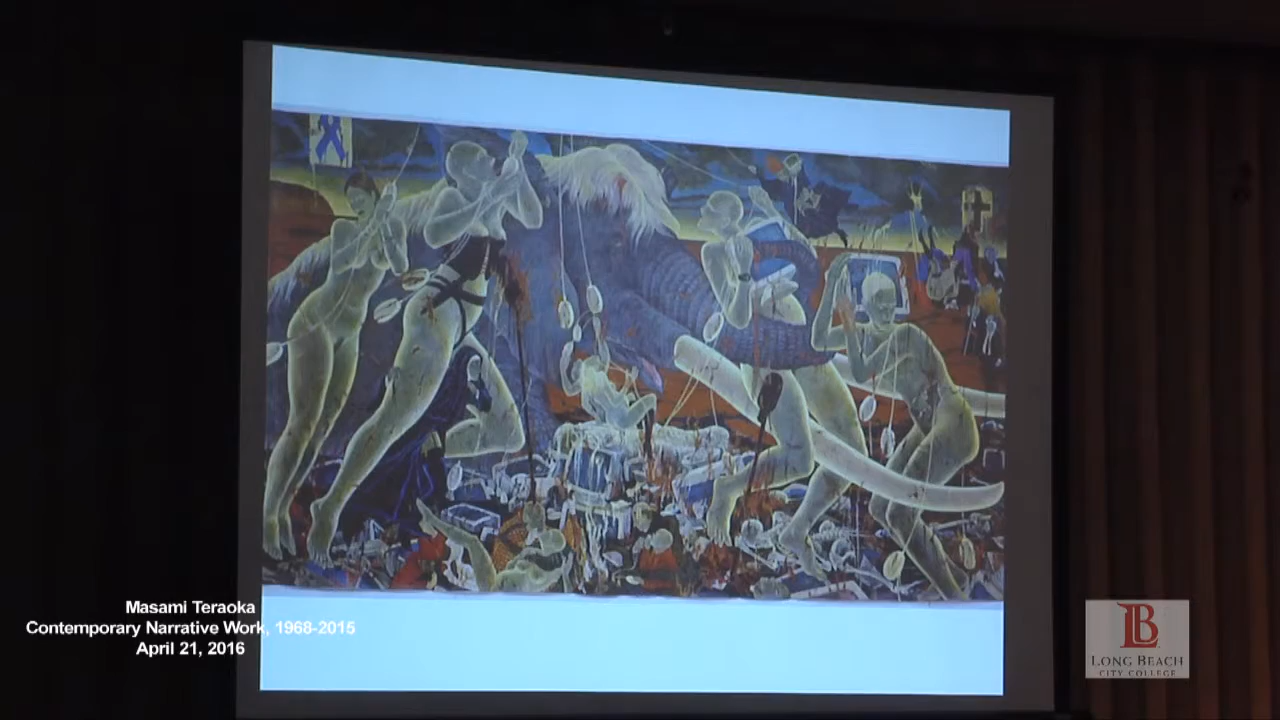 Masami Teraoka
Contemporary Narrative Work, 1968-2015
April 21, 2016
LB
LONG BEACH
CITY COLLEGE